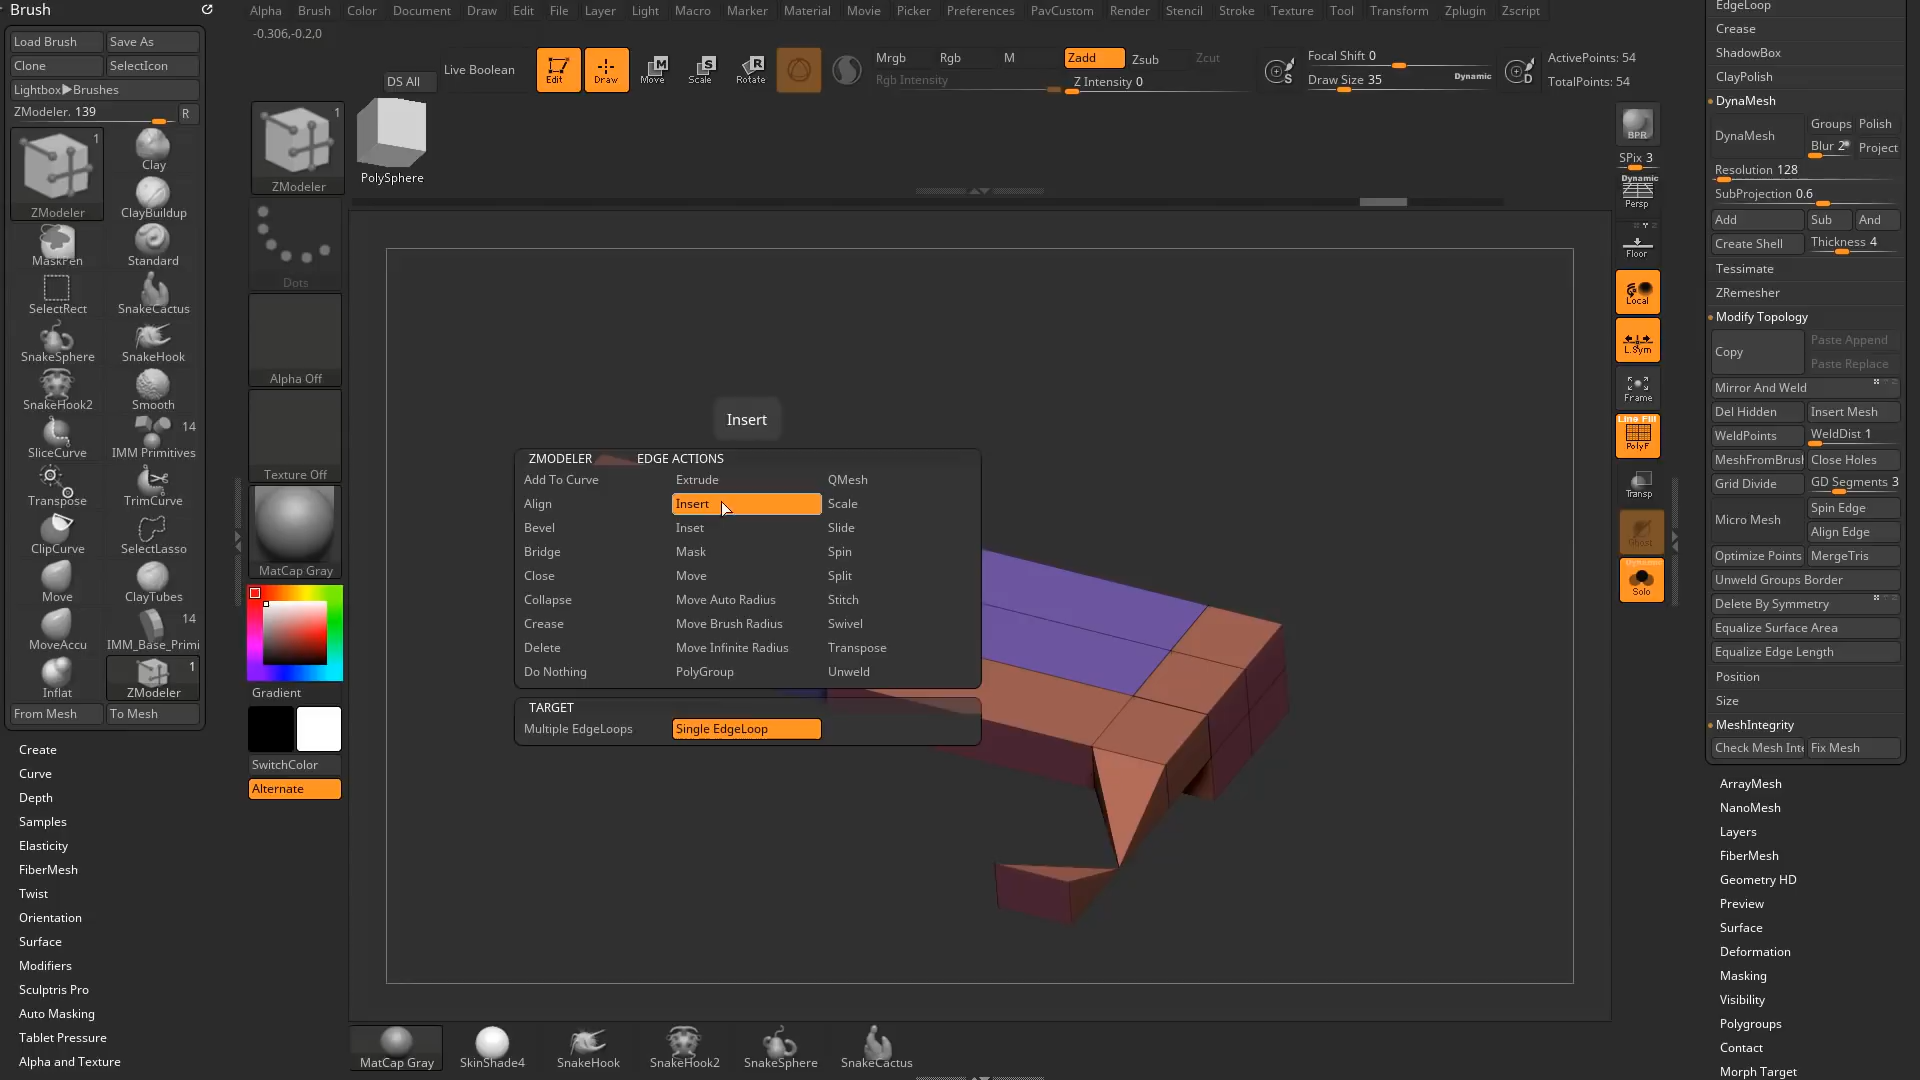 Brush
Load Brush
Save As
Clone
SelectIcon
Lightbox▶Brushes
ZModeler. 139
R
1
ZModeler
Clay
ClayBuildup
MaskPen
Standard
SelectRect
SnakeCactus
SnakeSphere
SnakeHook
SnakeHook2
Smooth
SliceCurve
14
IMM Primitives
Transpose
TrimCurve
ClipCurve
SelectLasso
Move
ClayTubes
MoveAccu
14
IMM_Base_Primi
Inflat
1
ZModeler
From Mesh
To Mesh
Create
Curve
Depth
Samples
Elasticity
FiberMesh
Twist
Orientation
Surface
Modifiers
Sculptris Pro
Auto Masking
Tablet Pressure
Alpha and Texture
Alpha
Brush
Color
Document
Draw
Edit
File
Layer
Light
Macro
Marker
Material
Movie
Picker
Preferences
PavCustom
Render
Stencil
Stroke
Texture
Tool
Transform
Zplugin
Zscript
-0.306,-0.2,0
DS All
Live Boolean
Edit
Draw
Move
Scale
Rotate
Mrgb
Rgb
M
Rgb Intensity
Zadd
Zsub
Zcut
Z Intensity 0
S
Focal Shift 0
Draw Size 35
Dynamic
D
ActivePoints: 54
TotalPoints: 54
1
ZModeler
PolySphere
Dots
Alpha Off
Texture Off
MatCap Gray
Gradient
SwitchColor
Alternate
Insert
ZMODELER
EDGE ACTIONS
Add To Curve
Extrude
QMesh
Align
Insert
Scale
Bevel
Inset
Slide
Bridge
Mask
Spin
Close
Move
Split
Collapse
Move Auto Radius
Stitch
Crease
Move Brush Radius
Swivel
Delete
Move Infinite Radius
Transpose
Do Nothing
PolyGroup
Unweld
TARGET
Multiple EdgeLoops
Single EdgeLoop
MatCap Gray
SkinShade4
SnakeHook
SnakeHook2
SnakeSphere
SnakeCactus
BPR
SPix 3
Dynamic
Persp
Floor
Local
L.Sym
Frame
Line Fill
PolyF
Transp
Ghost
Dynamic
Solo
EdgeLoop
Crease
ShadowBox
ClayPolish
DynaMesh
DynaMesh
Groups
Polish
Blur 2
Project
Resolution 128
SubProjection 0.6
Add
Sub
And
Create Shell
Thickness 4
Tessimate
ZRemesher
Modify Topology
Copy
Paste Append
Paste Replace
Mirror And Weld
Del Hidden
Insert Mesh
WeldPoints
WeldDist 1
MeshFromBrush
Close Holes
Grid Divide
GD Segments 3
Micro Mesh
Spin Edge
Align Edge
Optimize Points
MergeTris
Unweld Groups Border
Delete By Symmetry
Equalize Surface Area
Equalize Edge Length
Position
Size
MeshIntegrity
Check Mesh Inte
Fix Mesh
ArrayMesh
NanoMesh
Layers
FiberMesh
Geometry HD
Preview
Surface
Deformation
Masking
Visibility
Polygroups
Contact
Morph Target